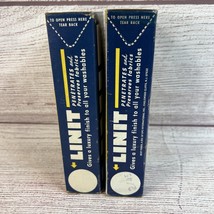 TO OPEN PRESS HERE
TEAR BACK
LINIT
PENETRATES and
Preserves fabrics
Gives a luxury finish to all your washables
TO OPEN PRESS HERE
TEAR BACK
LINIT
PENETRATES and
Preserves fabrics
Gives a luxury finish to all your washables